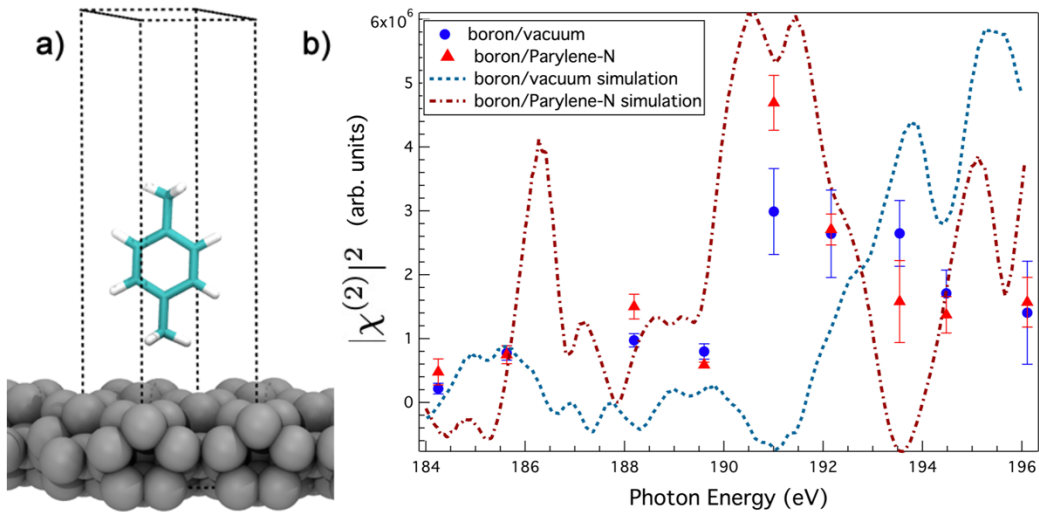 a)
b)
6x10⁶
5
4
3
2
1
0
|χ⁽²⁾|² (arb. units)
boron/vacuum
boron/Parylene-N
boron/vacuum simulation
boron/Parylene-N simulation
184
186
188
190
192
194
196
Photon Energy (eV)